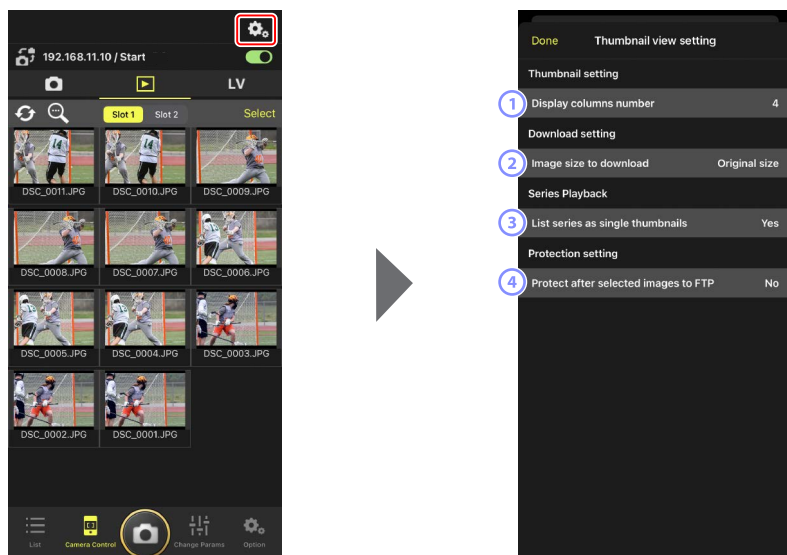 192.168.11.10 / Start
LV
Slot 1 Slot 2 Select
DSC_0011.JPG DSC_0010.JPG DSC_0009.JPG
DSC_0008.JPG DSC_0007.JPG DSC_0006.JPG
DSC_0005.JPG DSC_0004.JPG DSC_0003.JPG
DSC_0002.JPG DSC_0001.JPG
List Camera Control Change Params Option
Done Thumbnail view setting
Thumbnail setting
1 Display columns number 4
Download setting
2 Image size to download Original size
Series Playback
3 List series as single thumbnails Yes
Protection setting
4 Protect after selected images to FTP No